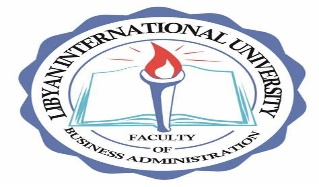 LIBYAN INTERNATIONAL UNIVERSITY
FACULTY
OF
BUSINESS ADMINISTRATION